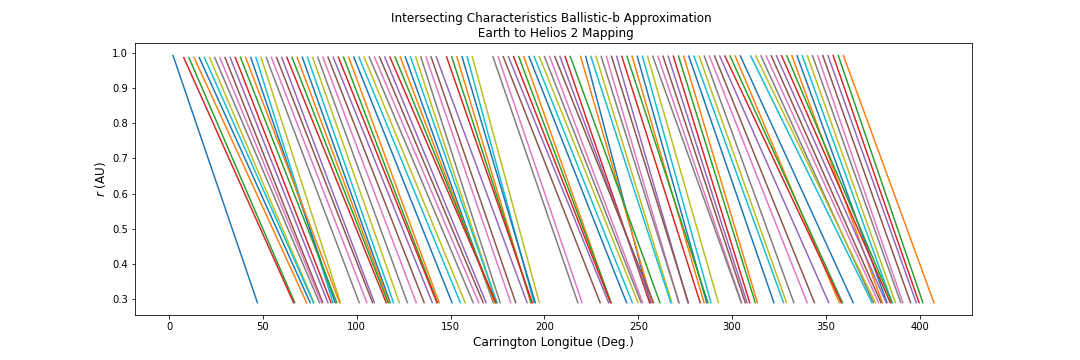 Intersecting Characteristics Ballistic-b Approximation
Earth to Helios 2 Mapping
r (AU)
1.0
0.9
0.8
0.7
0.6
0.5
0.4
0.3
0 50 100 150 200 250 300 350 400
Carrington Longitue (Deg.)